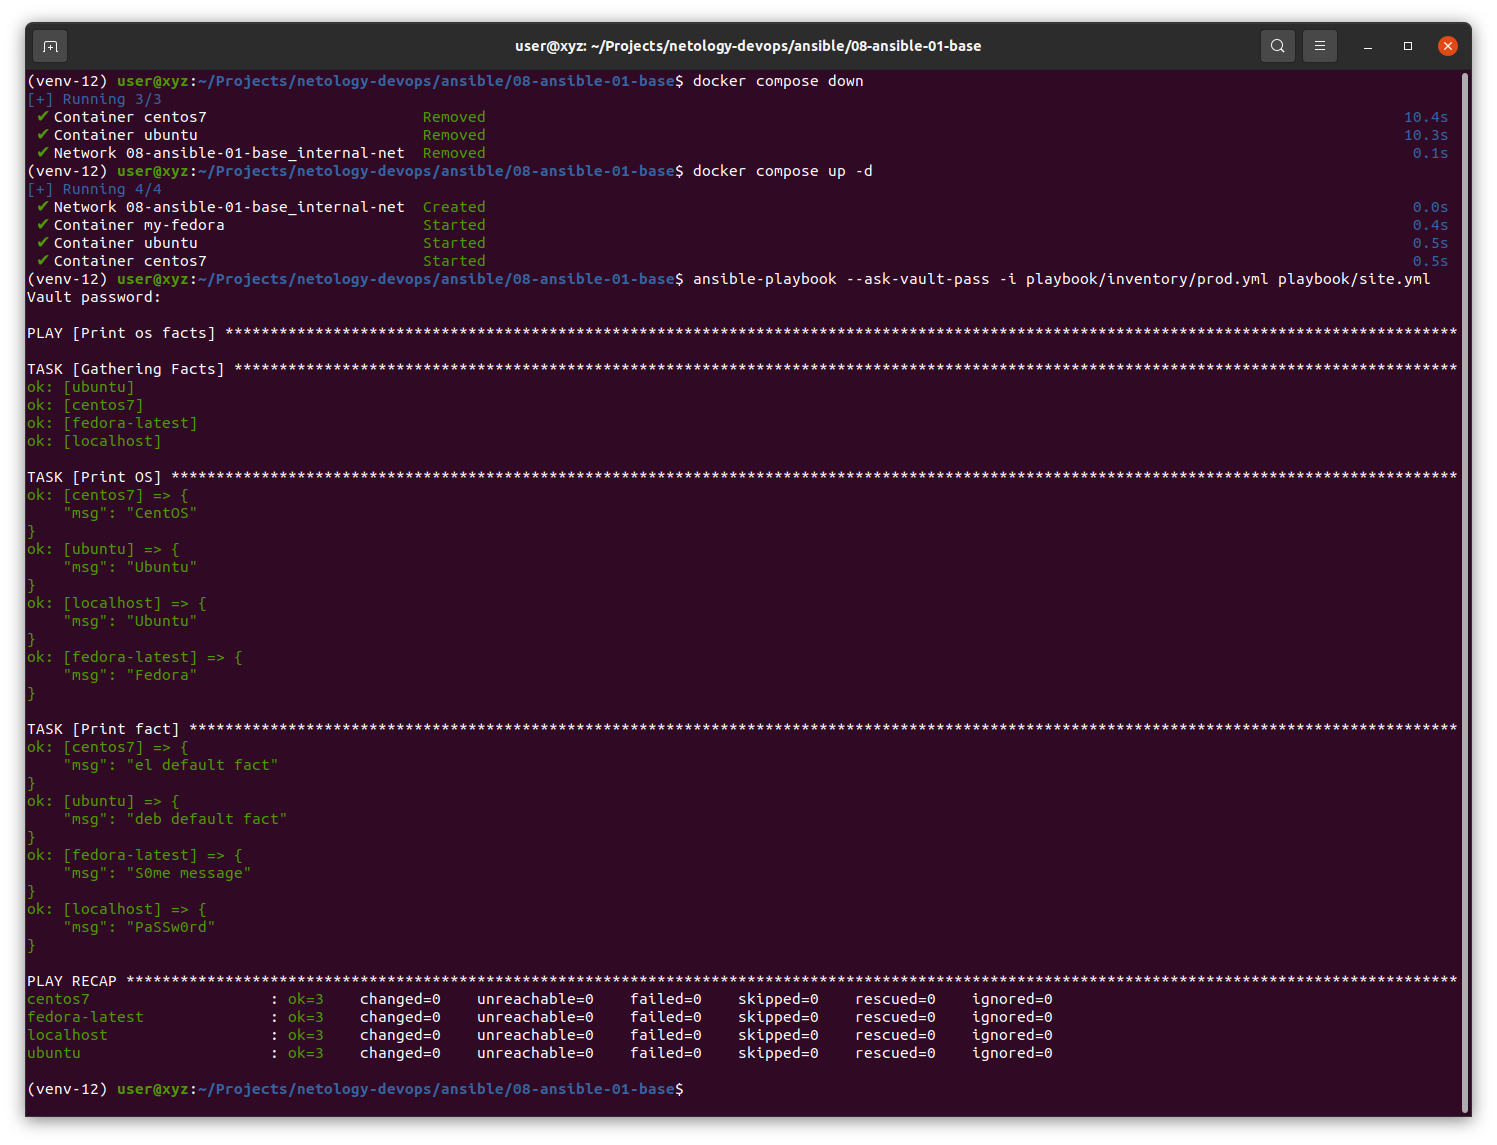 user@xyz: ~/Projects/netology-devops/ansible/08-ansible-01-base
(venv-12) user@xyz:~/Projects/netology-devops/ansible/08-ansible-01-base$ docker compose down
[+] Running 3/3
 ✔ Container centos7                        Removed                                                                                                      10.4s
 ✔ Container ubuntu                         Removed                                                                                                      10.3s
 ✔ Network 08-ansible-01-base_internal-net  Removed                                                                                                       0.1s
(venv-12) user@xyz:~/Projects/netology-devops/ansible/08-ansible-01-base$ docker compose up -d
[+] Running 4/4
 ✔ Network 08-ansible-01-base_internal-net  Created                                                                                                       0.0s
 ✔ Container my-fedora                      Started                                                                                                       0.4s
 ✔ Container ubuntu                         Started                                                                                                       0.5s
 ✔ Container centos7                        Started                                                                                                       0.5s
(venv-12) user@xyz:~/Projects/netology-devops/ansible/08-ansible-01-base$ ansible-playbook --ask-vault-pass -i playbook/inventory/prod.yml playbook/site.yml
Vault password:
PLAY [Print os facts] *****************************************************************************************************************************************
TASK [Gathering Facts] ****************************************************************************************************************************************
ok: [ubuntu]
ok: [centos7]
ok: [fedora-latest]
ok: [localhost]
TASK [Print OS] ***********************************************************************************************************************************************
ok: [centos7] => {
    "msg": "CentOS"
}
ok: [ubuntu] => {
    "msg": "Ubuntu"
}
ok: [localhost] => {
    "msg": "Ubuntu"
}
ok: [fedora-latest] => {
    "msg": "Fedora"
}
TASK [Print fact] *********************************************************************************************************************************************
ok: [centos7] => {
    "msg": "el default fact"
}
ok: [ubuntu] => {
    "msg": "deb default fact"
}
ok: [fedora-latest] => {
    "msg": "S0me message"
}
ok: [localhost] => {
    "msg": "PaSSw0rd"
}
PLAY RECAP ****************************************************************************************************************************************************
centos7                    : ok=3    changed=0    unreachable=0    failed=0    skipped=0    rescued=0    ignored=0
fedora-latest              : ok=3    changed=0    unreachable=0    failed=0    skipped=0    rescued=0    ignored=0
localhost                  : ok=3    changed=0    unreachable=0    failed=0    skipped=0    rescued=0    ignored=0
ubuntu                     : ok=3    changed=0    unreachable=0    failed=0    skipped=0    rescued=0    ignored=0
(venv-12) user@xyz:~/Projects/netology-devops/ansible/08-ansible-01-base$